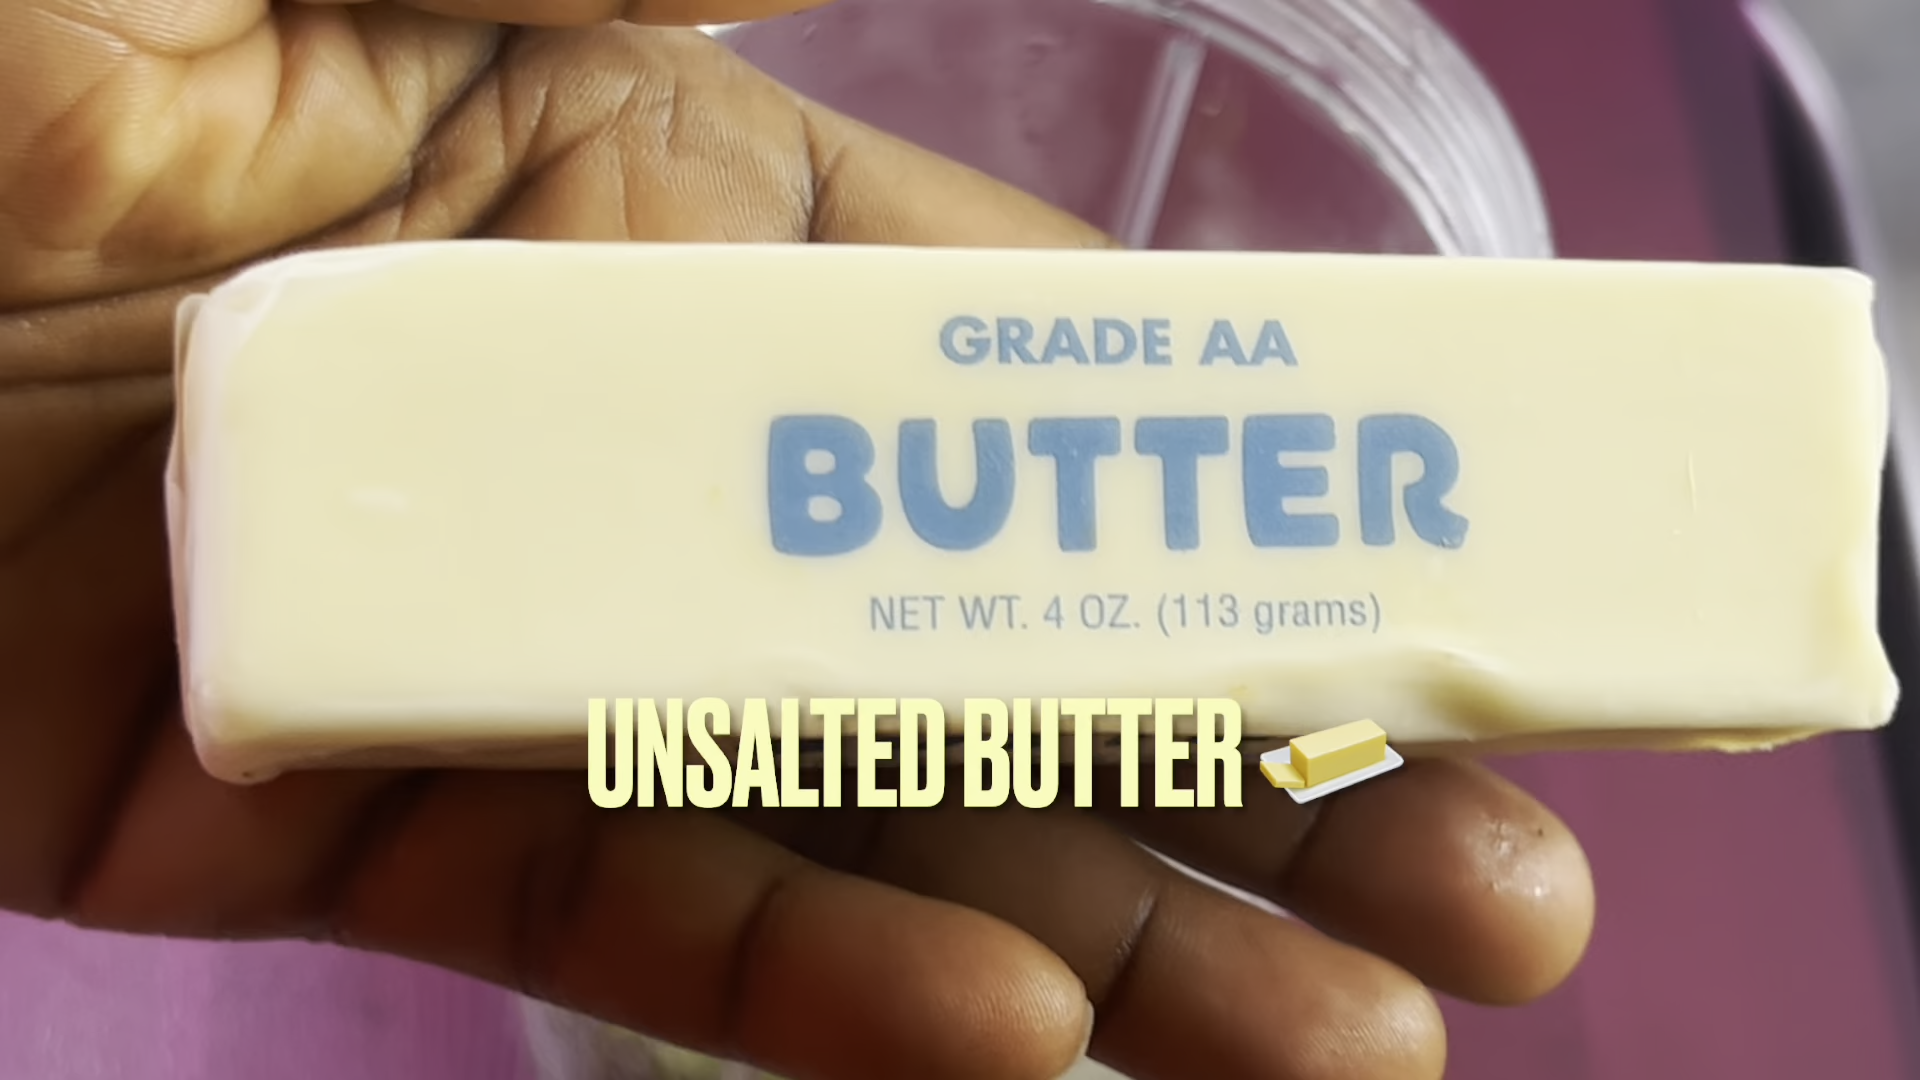 GRADE AA
BUTTER
NET WT. 4 OZ. (113 grams)
UNSALTED BUTTER 🧈